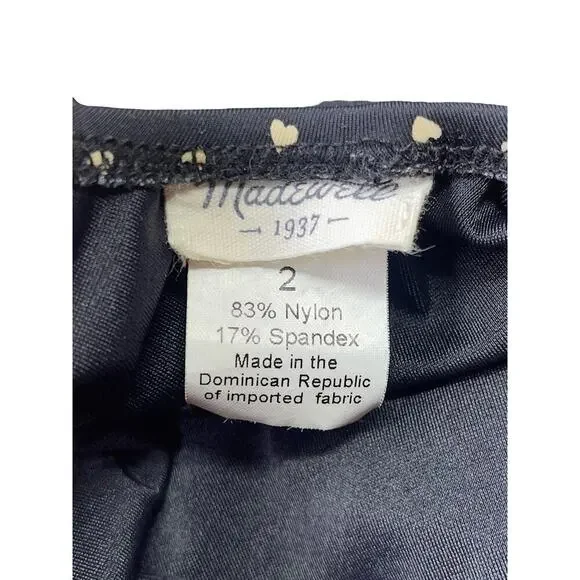 Madewell
1937
2
83% Nylon
17% Spandex
Made in the
Dominican Republic
of imported fabric